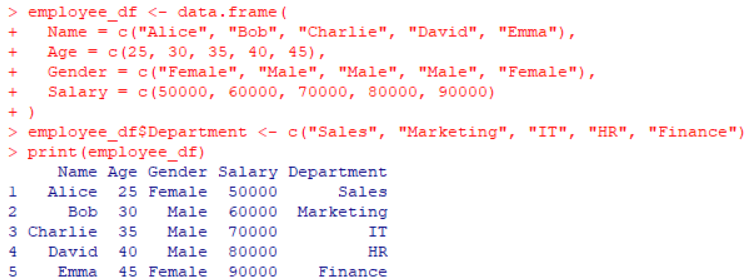 > employee_df <- data.frame(
+   Name = c("Alice", "Bob", "Charlie", "David", "Emma"),
+   Age = c(25, 30, 35, 40, 45),
+   Gender = c("Female", "Male", "Male", "Male", "Female"),
+   Salary = c(50000, 60000, 70000, 80000, 90000)
+ )
> employee_df$Department <- c("Sales", "Marketing", "IT", "HR", "Finance")
> print(employee_df)
     Name Age Gender Salary Department
1   Alice  25 Female  50000      Sales
2     Bob  30   Male  60000  Marketing
3 Charlie  35   Male  70000         IT
4   David  40   Male  80000         HR
5    Emma  45 Female  90000    Finance